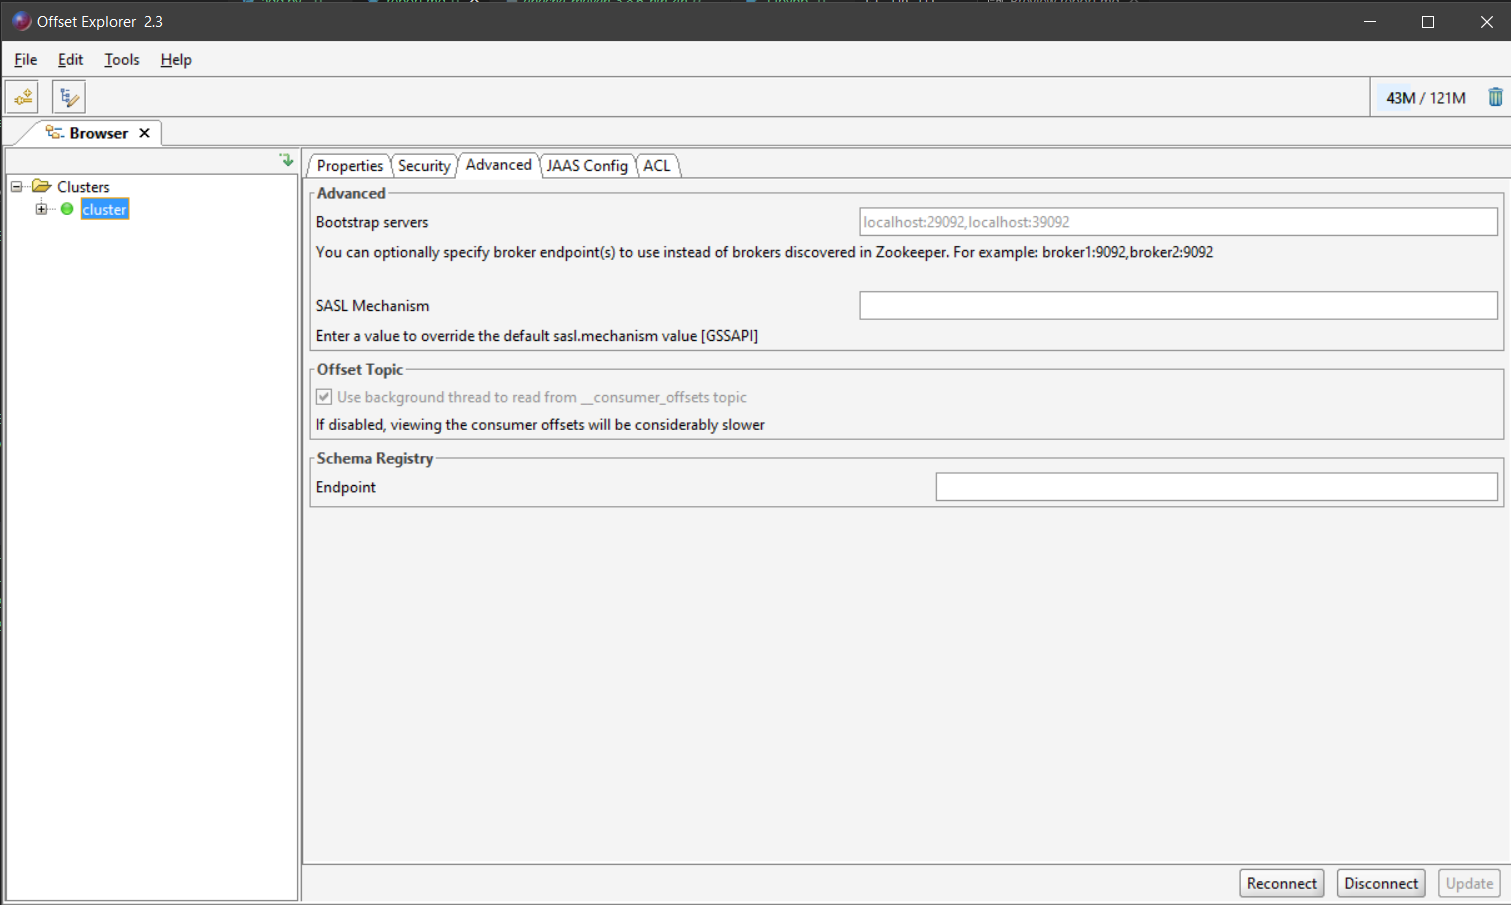 Offset Explorer 2.3
File Edit Tools Help
43M / 121M
Browser
Properties Security Advanced JAAS Config ACL
Clusters
cluster
Advanced
Bootstrap servers localhost:29092,localhost:39092
You can optionally specify broker endpoint(s) to use instead of brokers discovered in Zookeeper. For example: broker1:9092,broker2:9092
SASL Mechanism
Enter a value to override the default sasl.mechanism value [GSSAPI]
Offset Topic
Use background thread to read from __consumer_offsets topic
If disabled, viewing the consumer offsets will be considerably slower
Schema Registry
Endpoint
Reconnect Disconnect Update